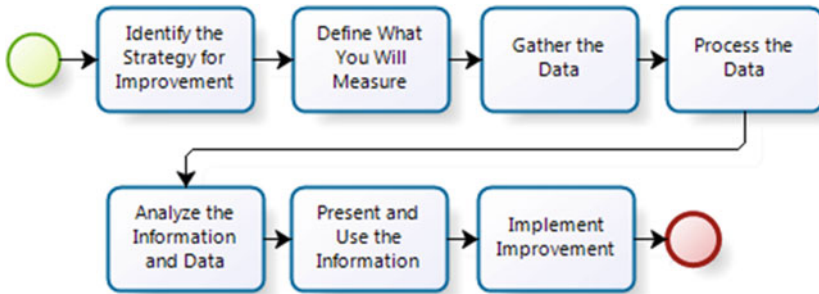 Identify the
Strategy for
Improvement
Define What
You Will
Measure
Gather the
Data
Process the
Data
Analyze the
Information
and Data
Present and
Use the
Information
Implement
Improvement